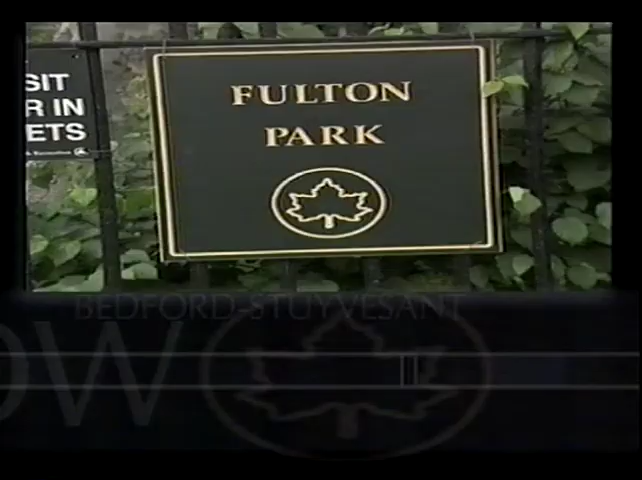 SIT
R IN
ETS
FULTON
PARK
BEDFORD-STUYVESANT
OW